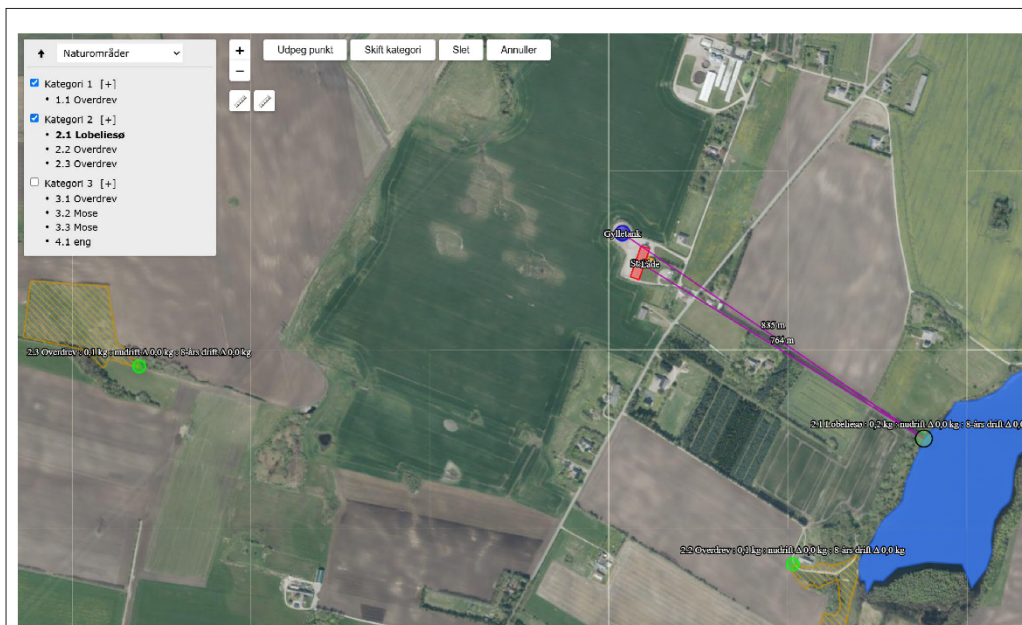 Naturområder
Kategori 1 [+]
• 1.1 Overdrev
Kategori 2 [+]
• 2.1 Lobeliesø
• 2.2 Overdrev
• 2.3 Overdrev
Kategori 3 [+]
• 3.1 Overdrev
• 3.2 Mose
• 3.3 Mose
• 4.1 eng
+
−
Udpeg punkt Skift kategori Slet Annuller
Gylletank
Lade
835 m
764 m
2.3 Overdrev : 0,1 kg : nudrift Δ 0,0 kg : 8-års drift Δ 0,0 kg
2.1 Lobeliesø : 0,2 kg : nudrift Δ 0,0 kg : 8-års drift Δ 0,0
2.2 Overdrev : 0,1 kg : nudrift Δ 0,0 kg : 8-års drift Δ 0,0 kg